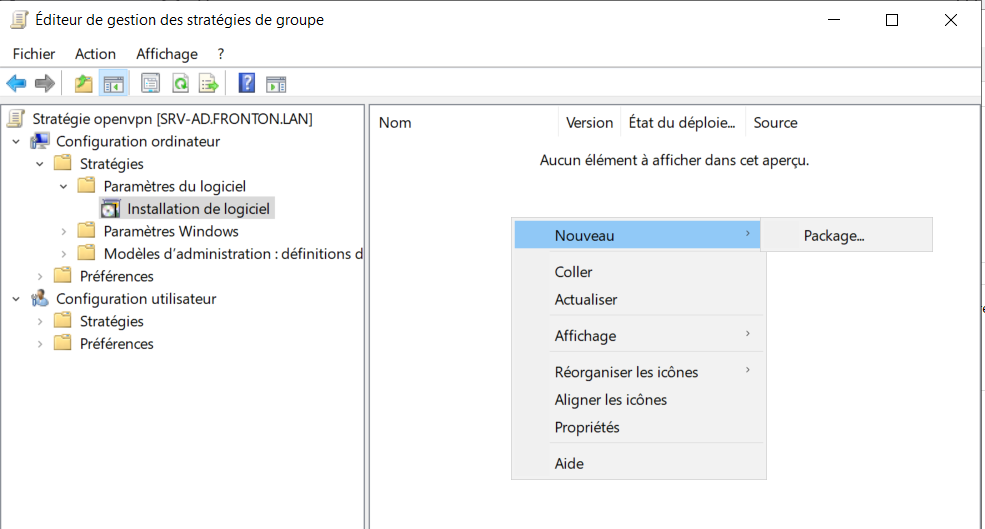 Éditeur de gestion des stratégies de groupe
Fichier Action Affichage ?
Stratégie openvpn [SRV-AD.FRONTON.LAN]
Configuration ordinateur
Stratégies
Paramètres du logiciel
Installation de logiciel
Paramètres Windows
Modèles d'administration : définitions d
Préférences
Configuration utilisateur
Stratégies
Préférences
Nom Version État du déploie... Source
Aucun élément à afficher dans cet aperçu.
Nouveau
Package...
Coller
Actualiser
Affichage
Réorganiser les icônes
Aligner les icônes
Propriétés
Aide